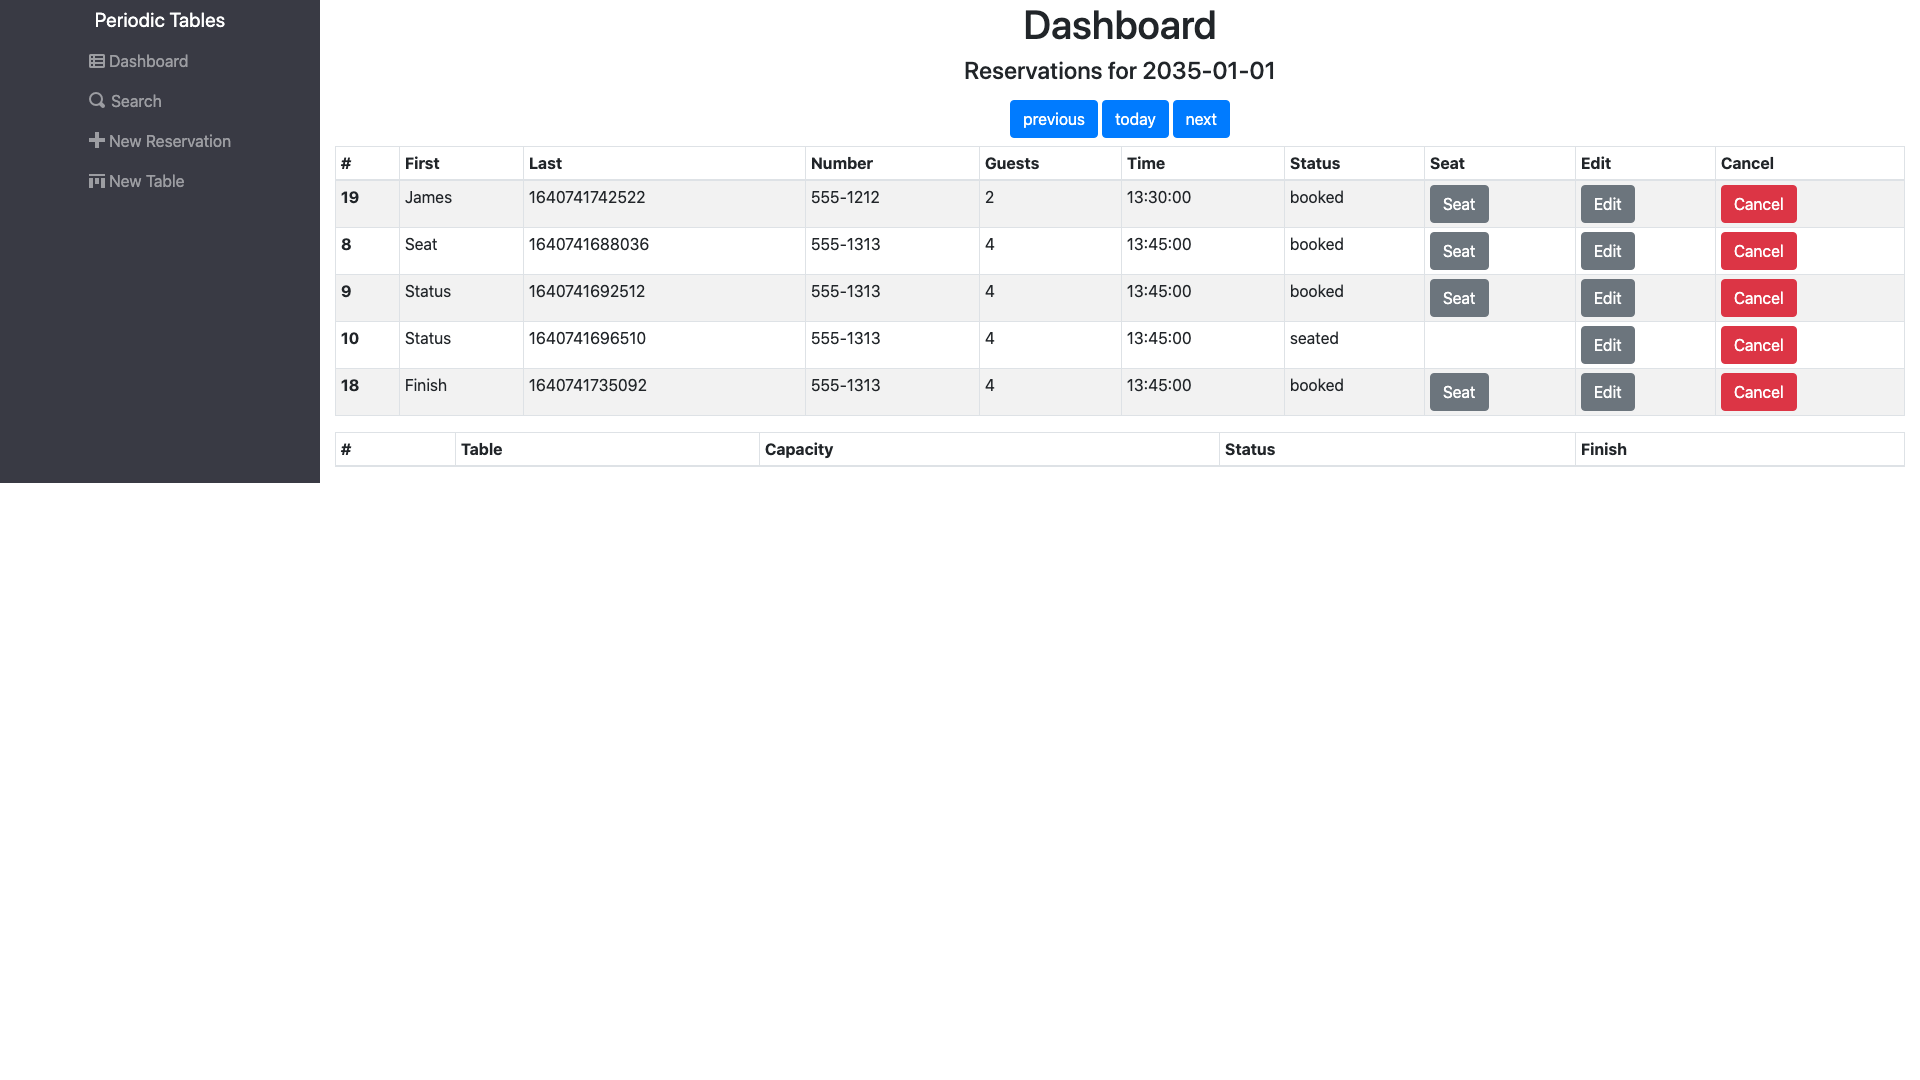 Periodic Tables
Dashboard
Search
New Reservation
New Table
Dashboard
Reservations for 2035-01-01
previous today next
# First Last Number Guests Time Status Seat Edit Cancel
19 James 1640741742522 555-1212 2 13:30:00 booked Seat Edit Cancel
8 Seat 1640741688036 555-1313 4 13:45:00 booked Seat Edit Cancel
9 Status 1640741692512 555-1313 4 13:45:00 booked Seat Edit Cancel
10 Status 1640741696510 555-1313 4 13:45:00 seated Edit Cancel
18 Finish 1640741735092 555-1313 4 13:45:00 booked Seat Edit Cancel
# Table Capacity Status Finish